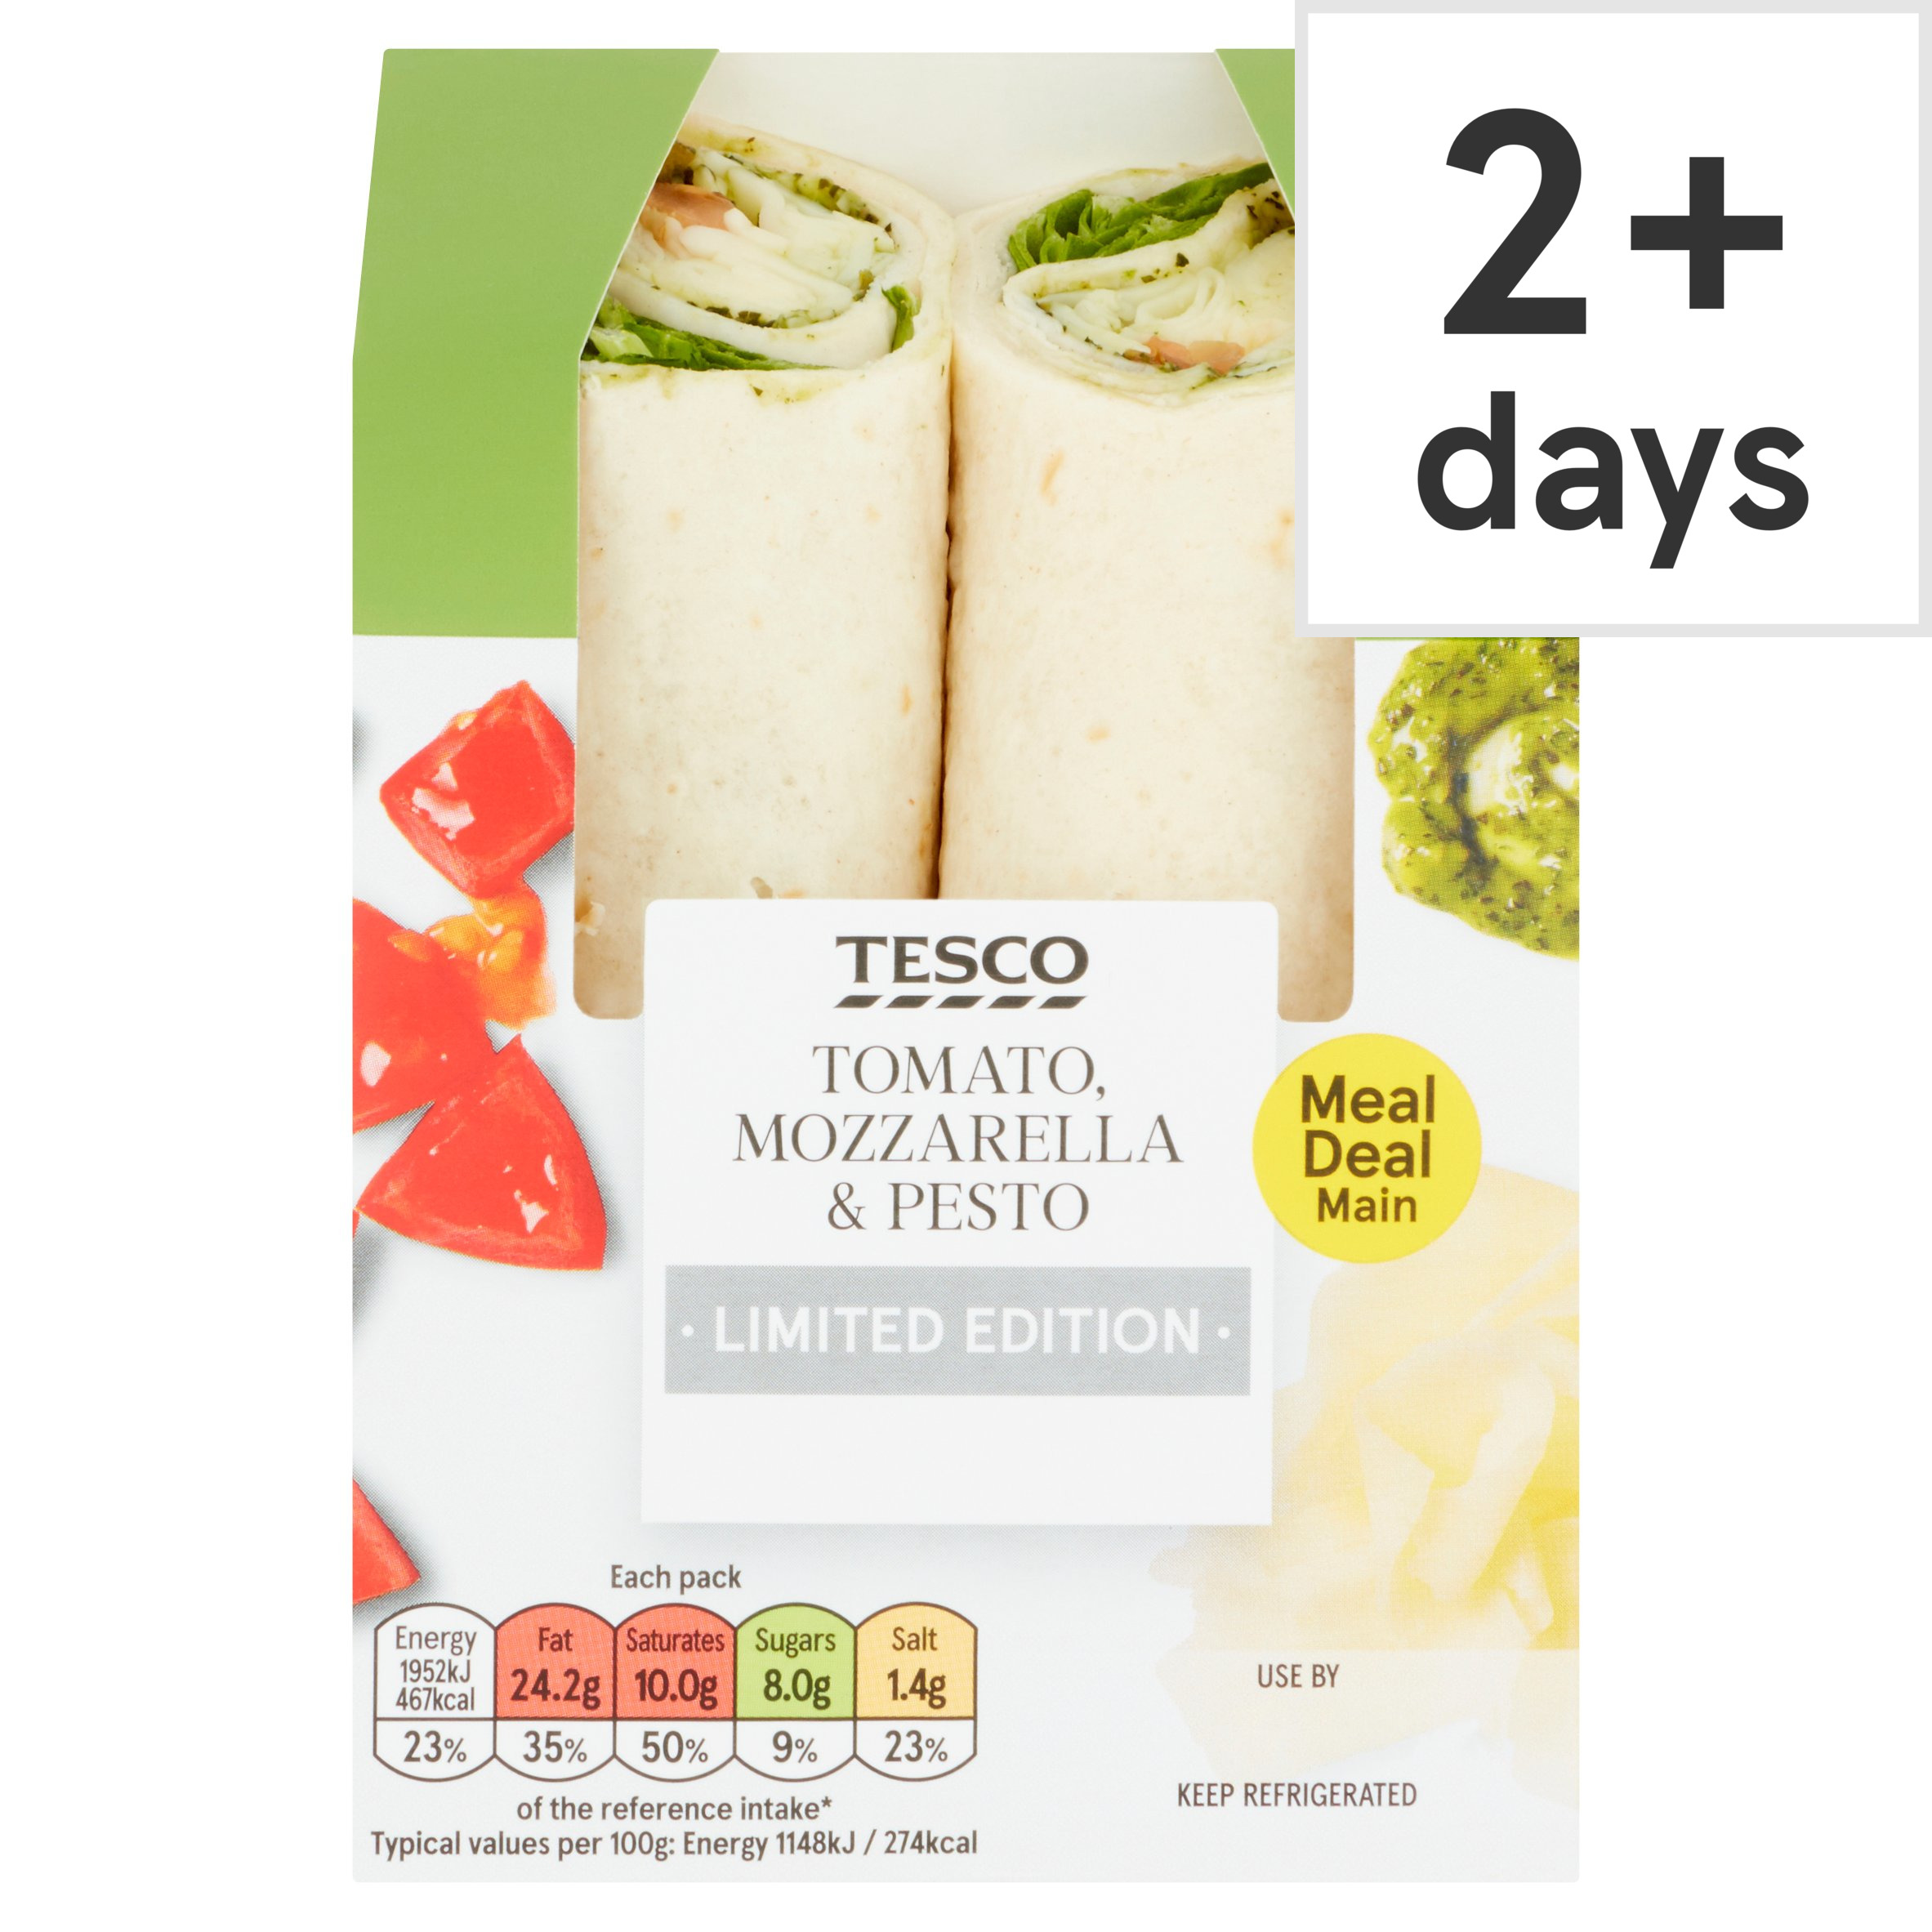 2+
days
TESCO
TOMATO,
MOZZARELLA
& PESTO
• LIMITED EDITION •
Meal
Deal
Main
Each pack
Energy
1952kJ
467kcal
23%
Fat
24.2g
35%
Saturates
10.0g
50%
Sugars
8.0g
9%
Salt
1.4g
23%
of the reference intake*
Typical values per 100g: Energy 1148kJ / 274kcal
USE BY
KEEP REFRIGERATED